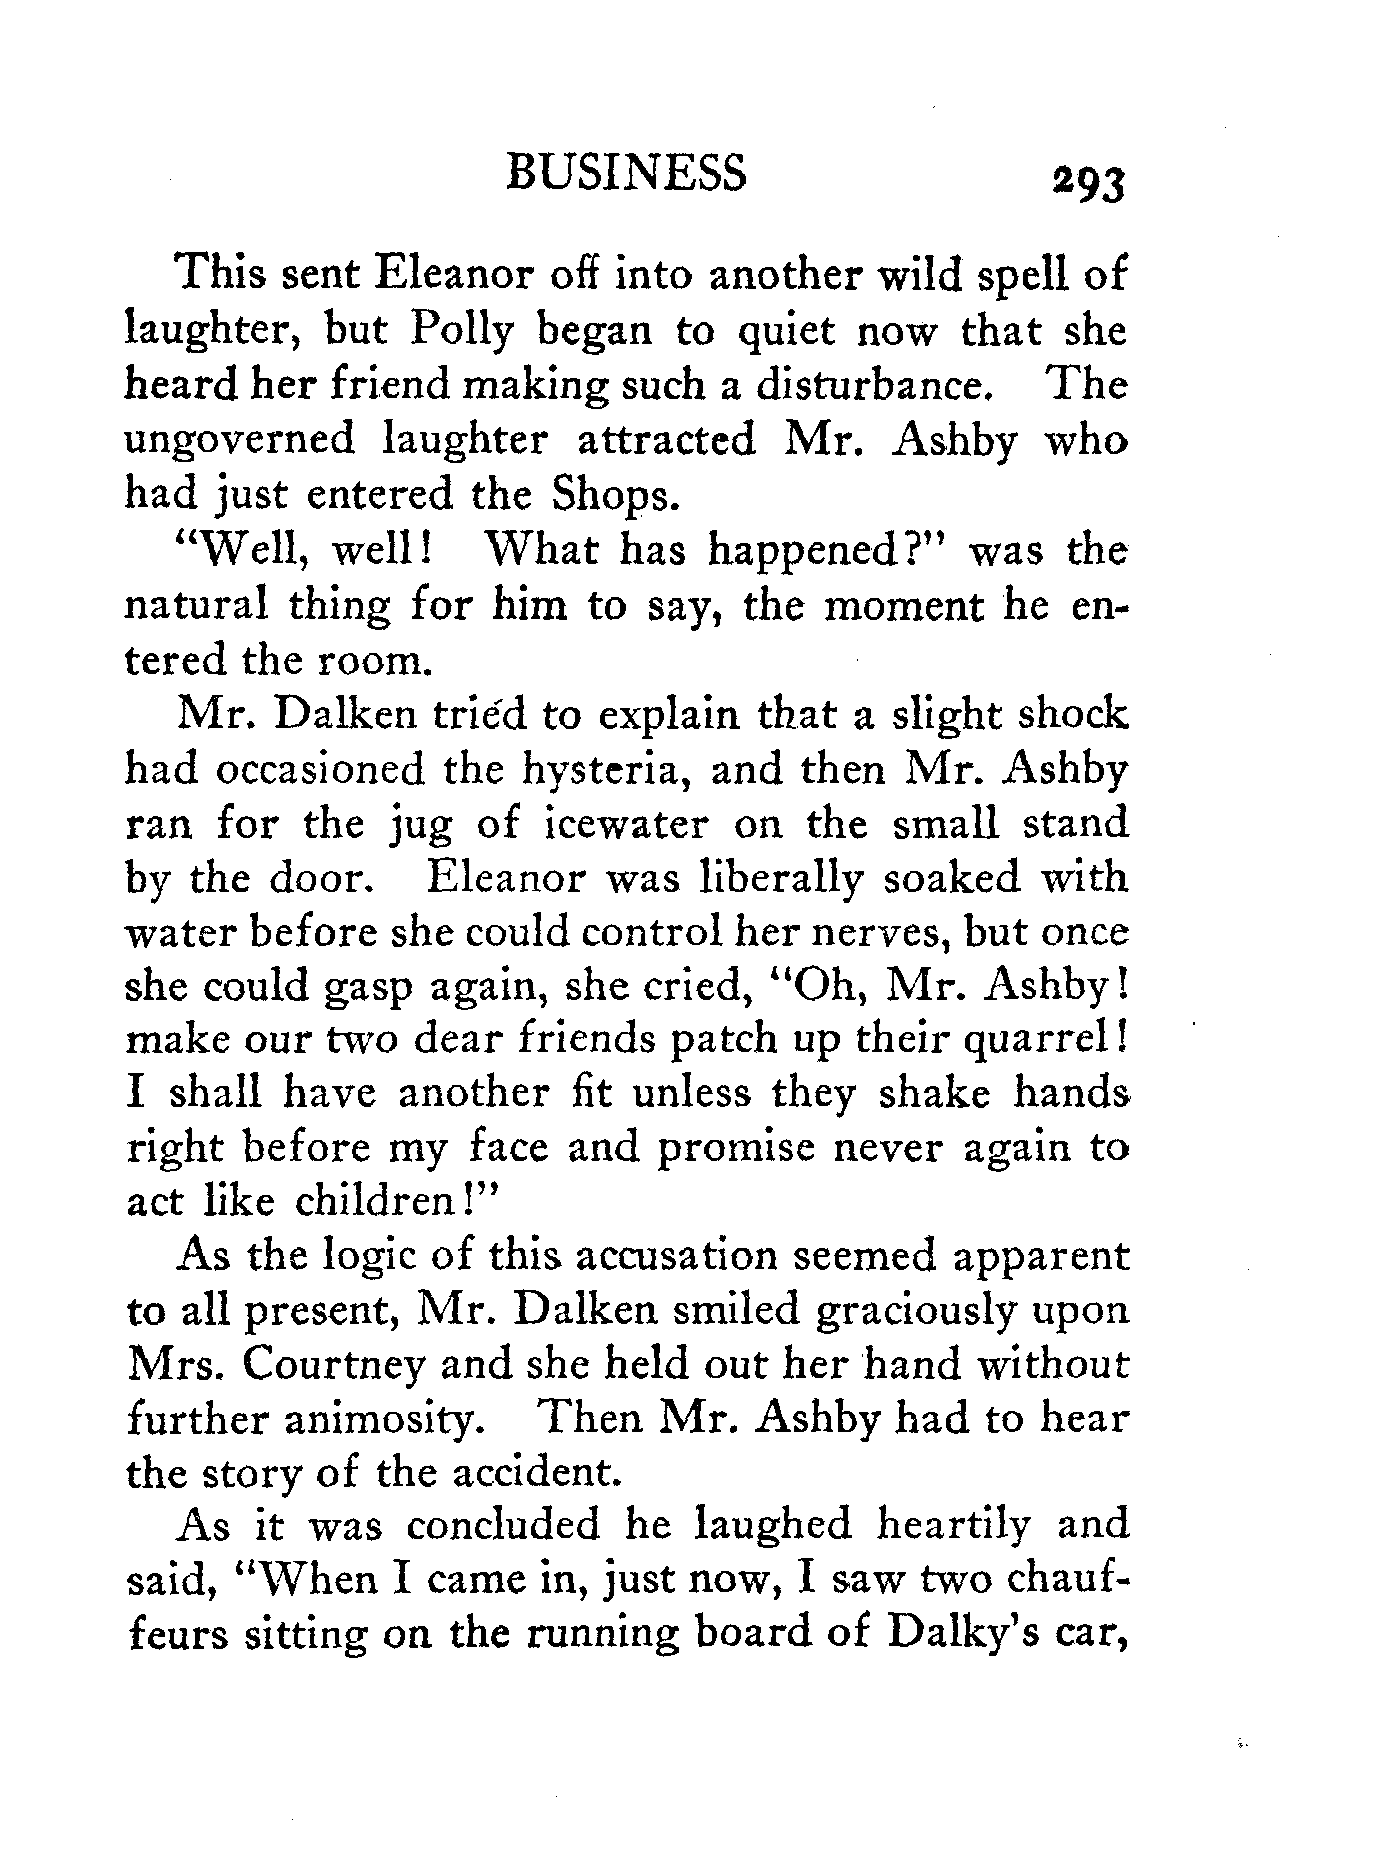 BUSINESS 293
This sent Eleanor off into another wild spell of
laughter, but Polly began to quiet now that she
heard her friend making such a disturbance. The
ungoverned laughter attracted Mr. Ashby who
had just entered the Shops.
“Well, well! What has happened?” was the
natural thing for him to say, the moment he en-
tered the room.
Mr. Dalken tried to explain that a slight shock
had occasioned the hysteria, and then Mr. Ashby
ran for the jug of icewater on the small stand
by the door. Eleanor was liberally soaked with
water before she could control her nerves, but once
she could gasp again, she cried, “Oh, Mr. Ashby!
make our two dear friends patch up their quarrel!
I shall have another fit unless they shake hands
right before my face and promise never again to
act like children!”
As the logic of this accusation seemed apparent
to all present, Mr. Dalken smiled graciously upon
Mrs. Courtney and she held out her hand without
further animosity. Then Mr. Ashby had to hear
the story of the accident.
As it was concluded he laughed heartily and
said, “When I came in, just now, I saw two chauf-
feurs sitting on the running board of Dalky’s car,